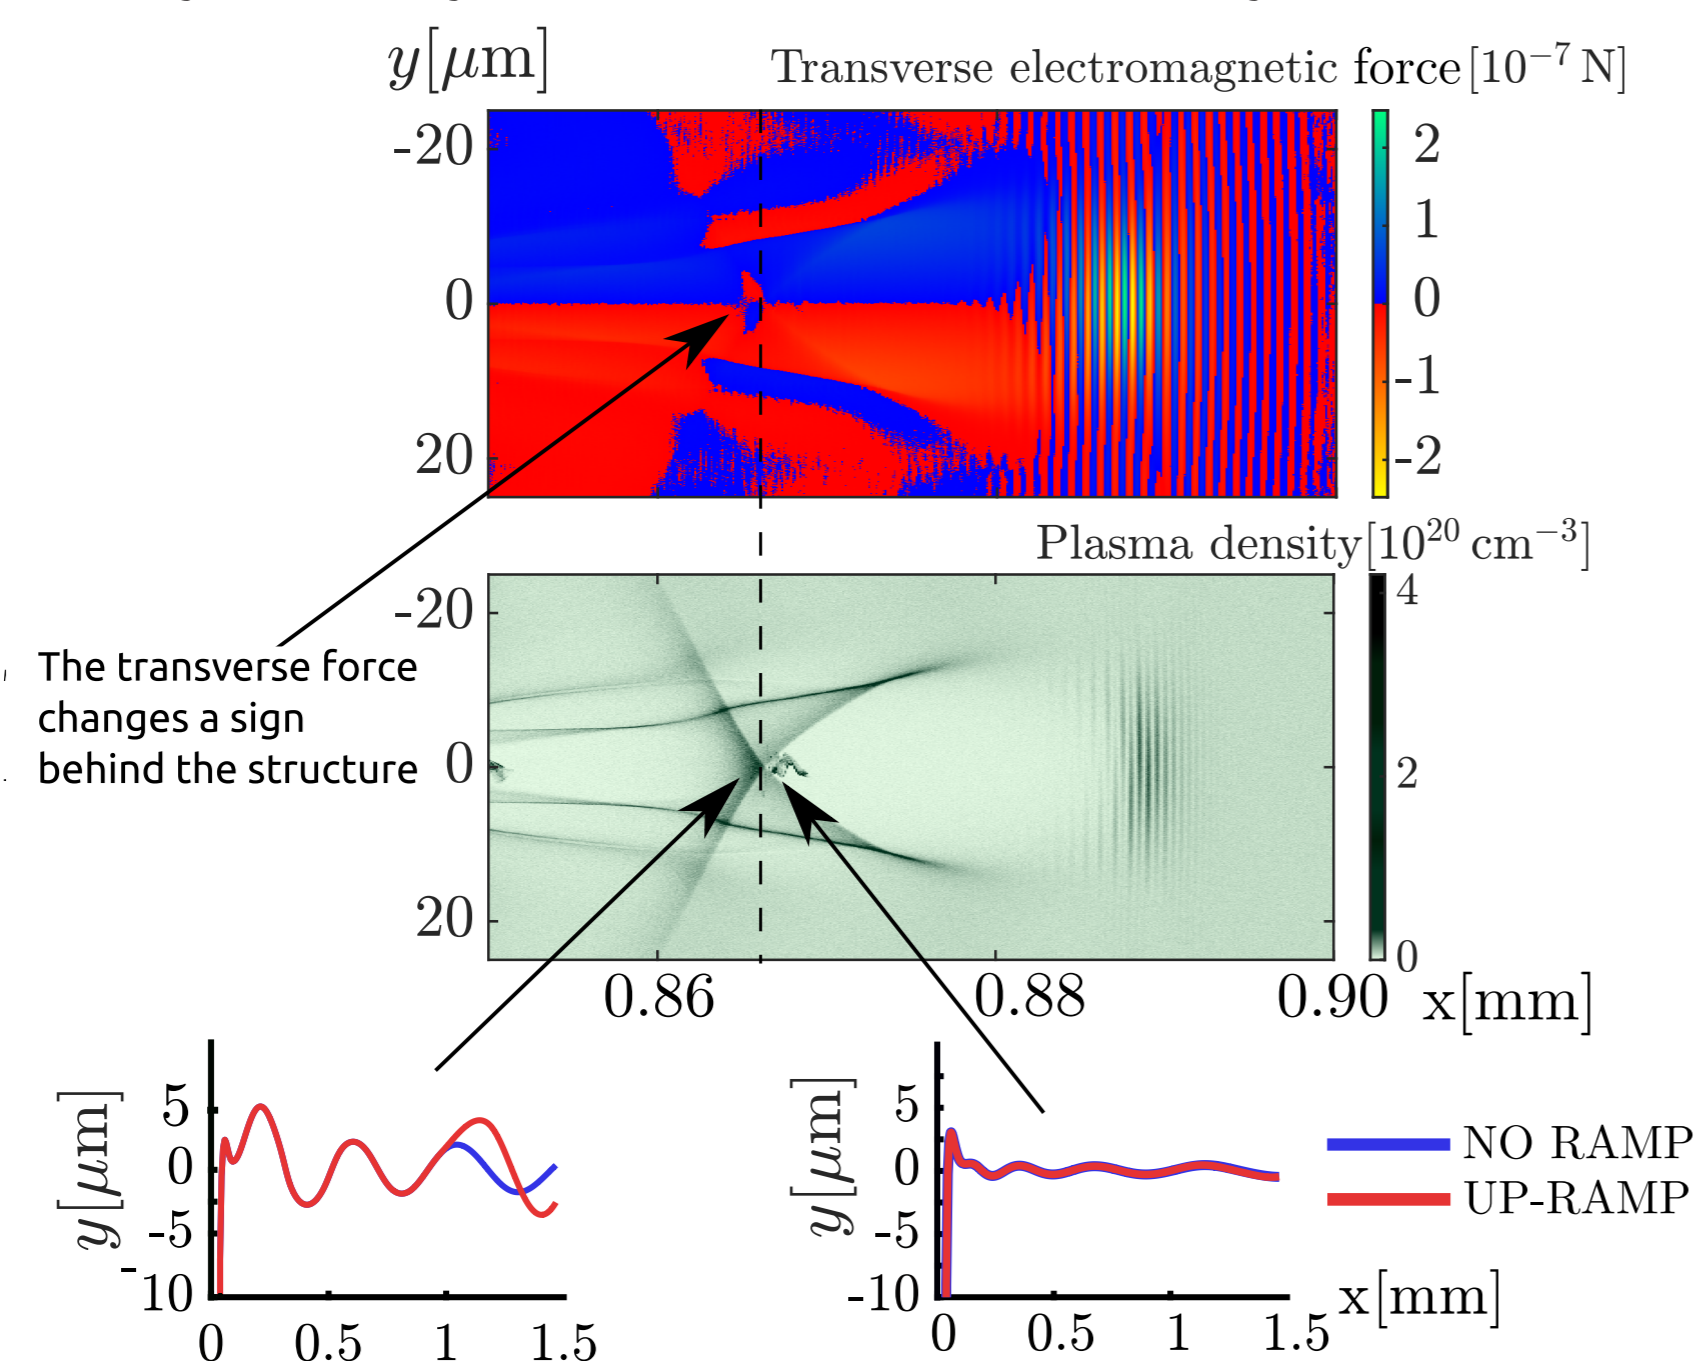 y[μm]
Transverse electromagnetic force[10⁻⁷ N]
-20
0
20
2
1
0
-1
-2
Plasma density[10²⁰ cm⁻³]
-20
0
20
4
2
0
The transverse force
changes a sign
behind the structure
0.86 0.88 0.90 x[mm]
y[μm]
5
0
-5
-10
0 0.5 1 1.5
y[μm]
5
0
-5
-10
0 0.5 1 1.5
x[mm]
NO RAMP
UP-RAMP